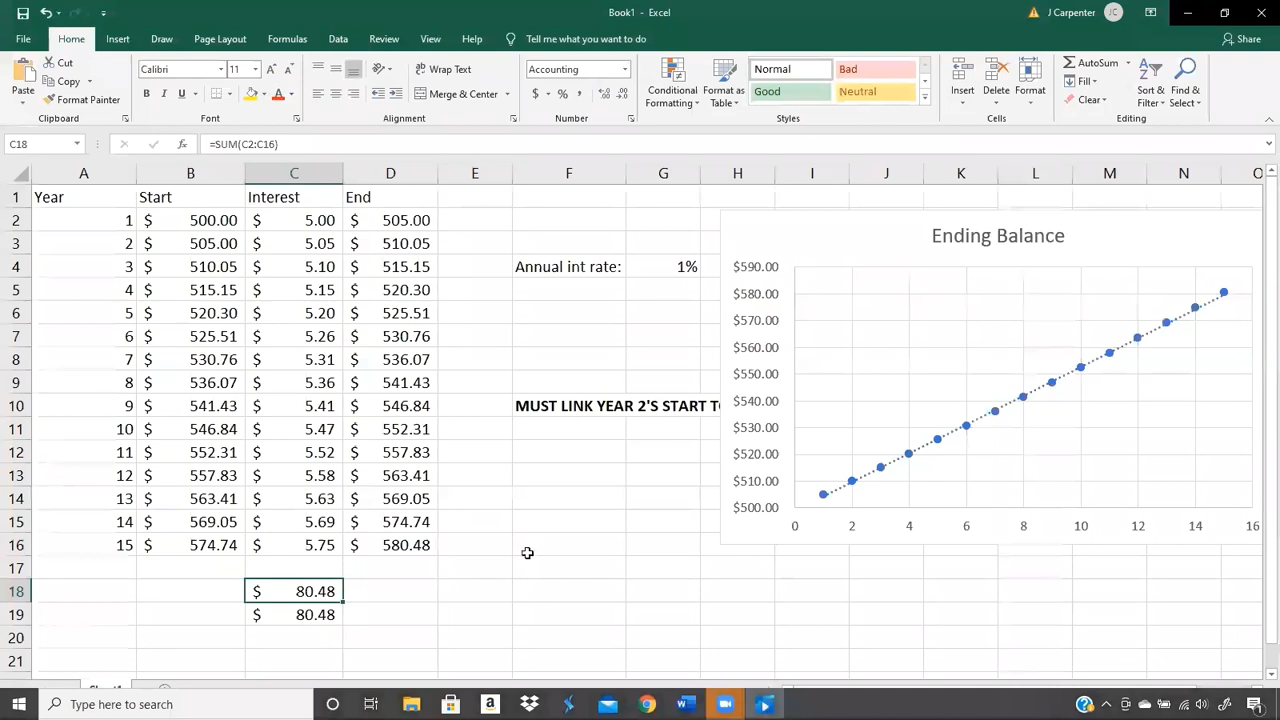 Book1 - Excel
J Carpenter JC
File Home Insert Draw Page Layout Formulas Data Review View Help Tell me what you want to do Share
Paste Cut Copy Format Painter Clipboard
Calibri 11 B I U Font
Wrap Text Merge & Center Alignment
Accounting $ % Number
Conditional Formatting Format as Table Normal Bad Good Neutral Styles
Insert Delete Format Cells
AutoSum Fill Clear Sort & Filter Find & Select Editing
C18 fx =SUM(C2:C16)
A B C D E F G H I J K L M N O
1 Year Start Interest End
2 1 $ 500.00 $ 5.00 $ 505.00
3 2 $ 505.00 $ 5.05 $ 510.05
4 3 $ 510.05 $ 5.10 $ 515.15 Annual int rate: 1%
5 4 $ 515.15 $ 5.15 $ 520.30
6 5 $ 520.30 $ 5.20 $ 525.51
7 6 $ 525.51 $ 5.26 $ 530.76
8 7 $ 530.76 $ 5.31 $ 536.07
9 8 $ 536.07 $ 5.36 $ 541.43
10 9 $ 541.43 $ 5.41 $ 546.84 MUST LINK YEAR 2'S START
11 10 $ 546.84 $ 5.47 $ 552.31
12 11 $ 552.31 $ 5.52 $ 557.83
13 12 $ 557.83 $ 5.58 $ 563.41
14 13 $ 563.41 $ 5.63 $ 569.05
15 14 $ 569.05 $ 5.69 $ 574.74
16 15 $ 574.74 $ 5.75 $ 580.48
17
18 $ 80.48
19 $ 80.48
20
21
Ending Balance
$590.00
$580.00
$570.00
$560.00
$550.00
$540.00
$530.00
$520.00
$510.00
$500.00
0 2 4 6 8 10 12 14 16
Type here to search